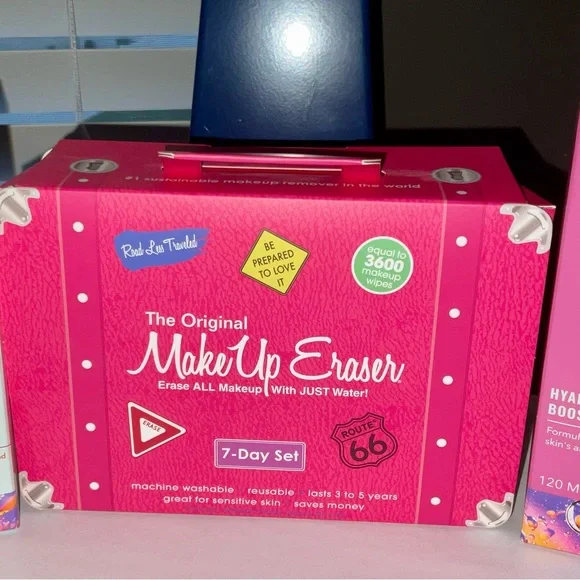 #1 sustainable makeup remover in the world
Road Less Traveled
BE
PREPARED
TO LOVE
IT
equal to
3600
makeup
wipes
The Original
MakeUp Eraser
Erase ALL Makeup With JUST Water!
ERASE
7-Day Set
ROUTE
66
machine washable reusable lasts 3 to 5 years
great for sensitive skin saves money
HYA
BOOS
Formul
skin's a
120 M